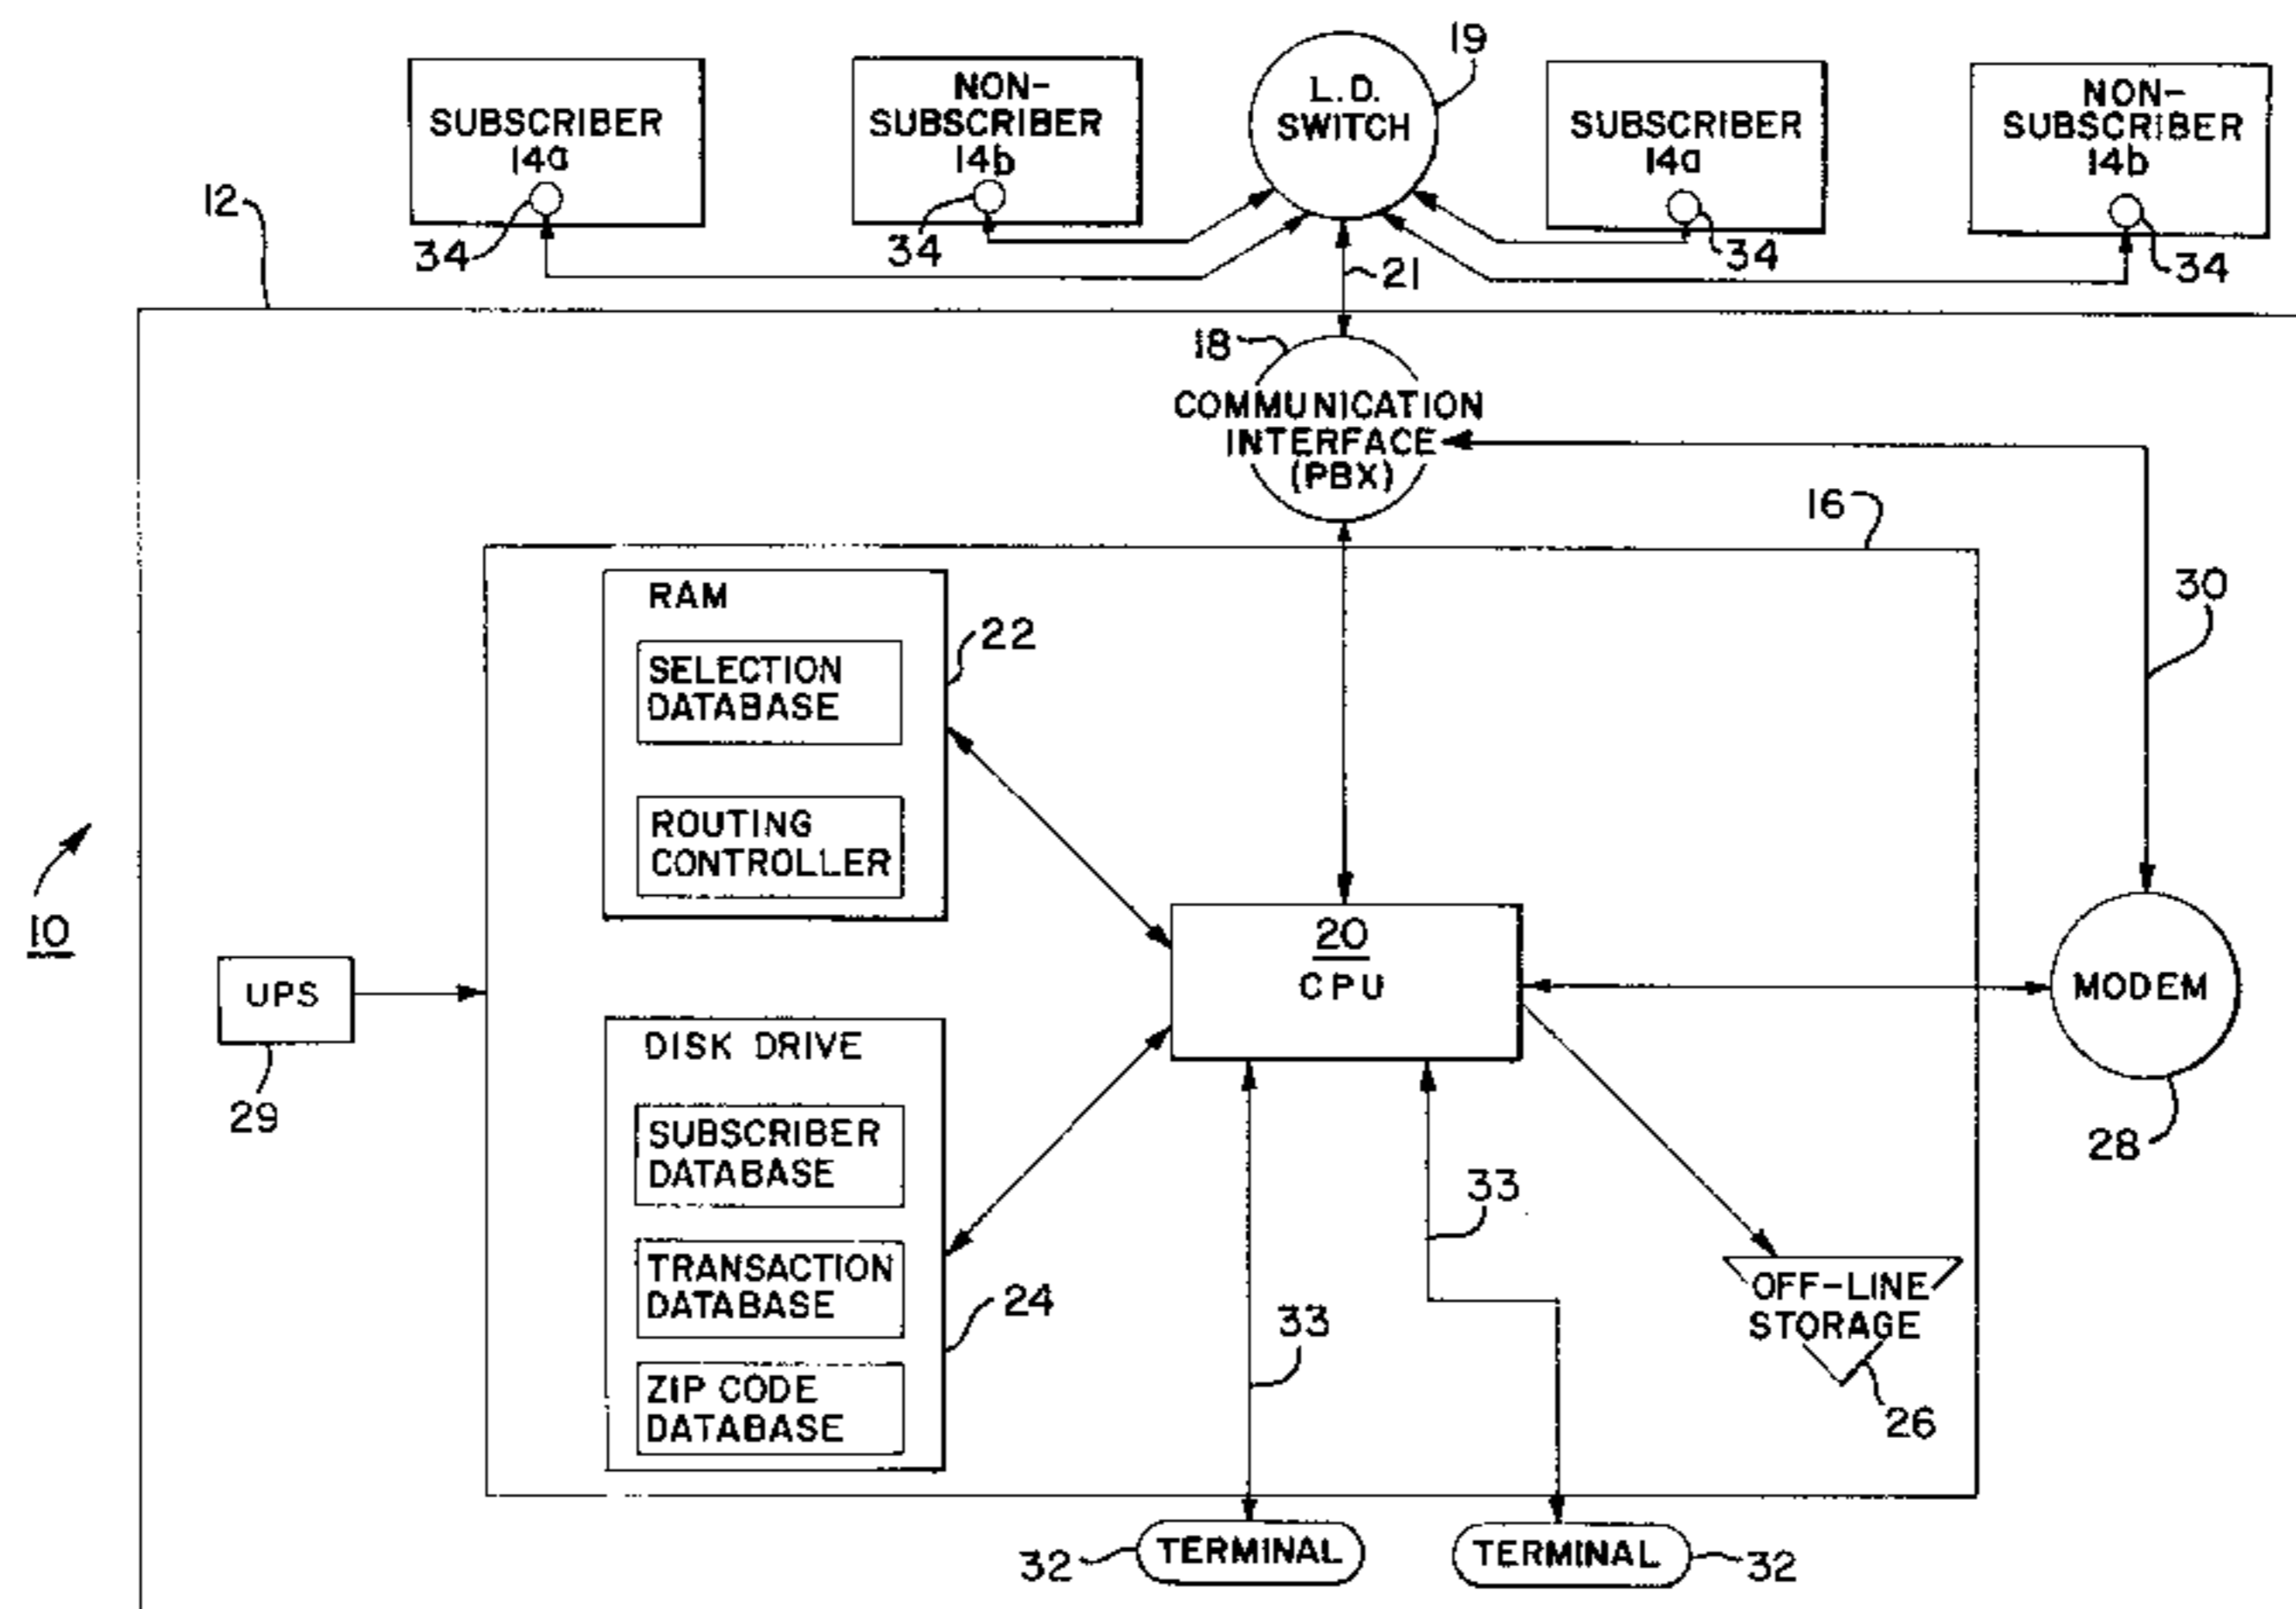 19
SUBSCRIBER
14a
NON-
SUBSCRIBER
14b
L.D.
SWITCH
SUBSCRIBER
14a
NON-
SUBSCRIBER
14b
12
34
34
34
34
21
18
COMMUNICATION
INTERFACE
(PBX)
16
30
RAM
22
SELECTION
DATABASE
ROUTING
CONTROLLER
10
20
CPU
UPS
29
MODEM
28
DISK DRIVE
SUBSCRIBER
DATABASE
TRANSACTION
DATABASE
24
ZIP CODE
DATABASE
33
33
OFF-LINE
STORAGE
26
32
TERMINAL
TERMINAL
32